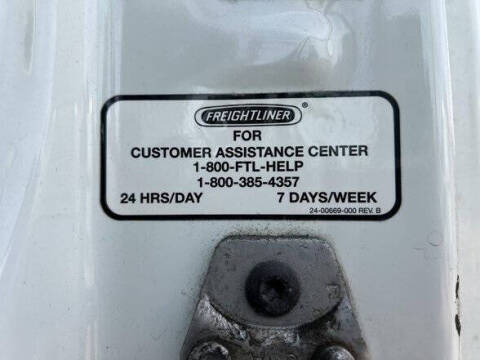 FREIGHTLINER®
FOR
CUSTOMER ASSISTANCE CENTER
1-800-FTL-HELP
1-800-385-4357
24 HRS/DAY 7 DAYS/WEEK
24-00669-000 REV. B